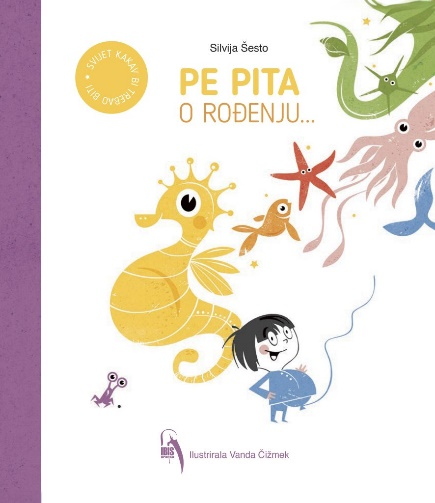 Silvija Šesto
SVIJET KAKAV BI TREBAO BITI •
PE PITA
O ROĐENJU...
IBIS
Ilustrirala Vanda Čižmek